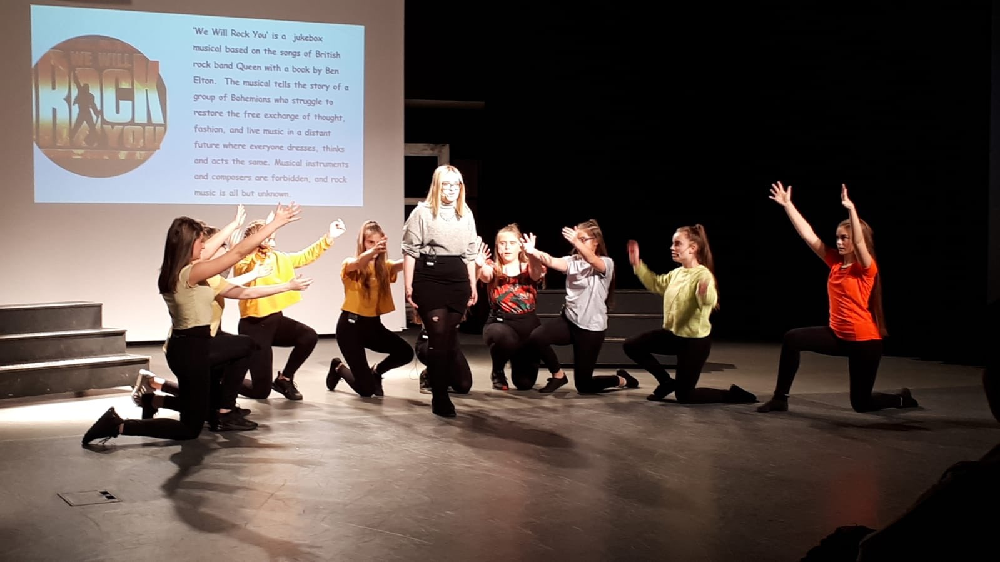 WE WILL
ROCK
YOU
'We Will Rock You' is a jukebox
musical based on the songs of British
rock band Queen with a book by Ben
Elton. The musical tells the story of a
group of Bohemians who struggle to
restore the free exchange of thought,
fashion, and live music in a distant
future where everyone dresses, thinks
and acts the same. Musical instruments
and composers are forbidden, and rock
music is all but unknown.